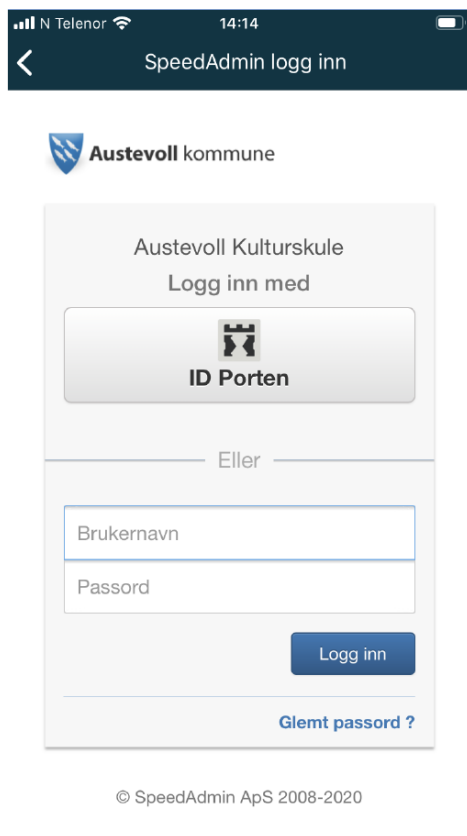 N Telenor 14:14
SpeedAdmin logg inn
Austevoll kommune
Austevoll Kulturskule
Logg inn med
ID Porten
Eller
Brukernavn
Passord
Logg inn
Glemt passord ?
© SpeedAdmin ApS 2008-2020